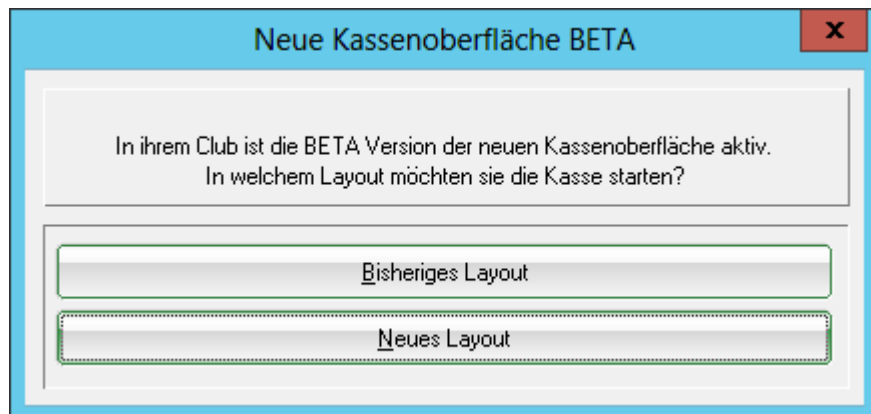 Neue Kassenoberfläche BETA
x
In ihrem Club ist die BETA Version der neuen Kassenoberfläche aktiv.
In welchem Layout möchten sie die Kasse starten?
Bisheriges Layout
Neues Layout